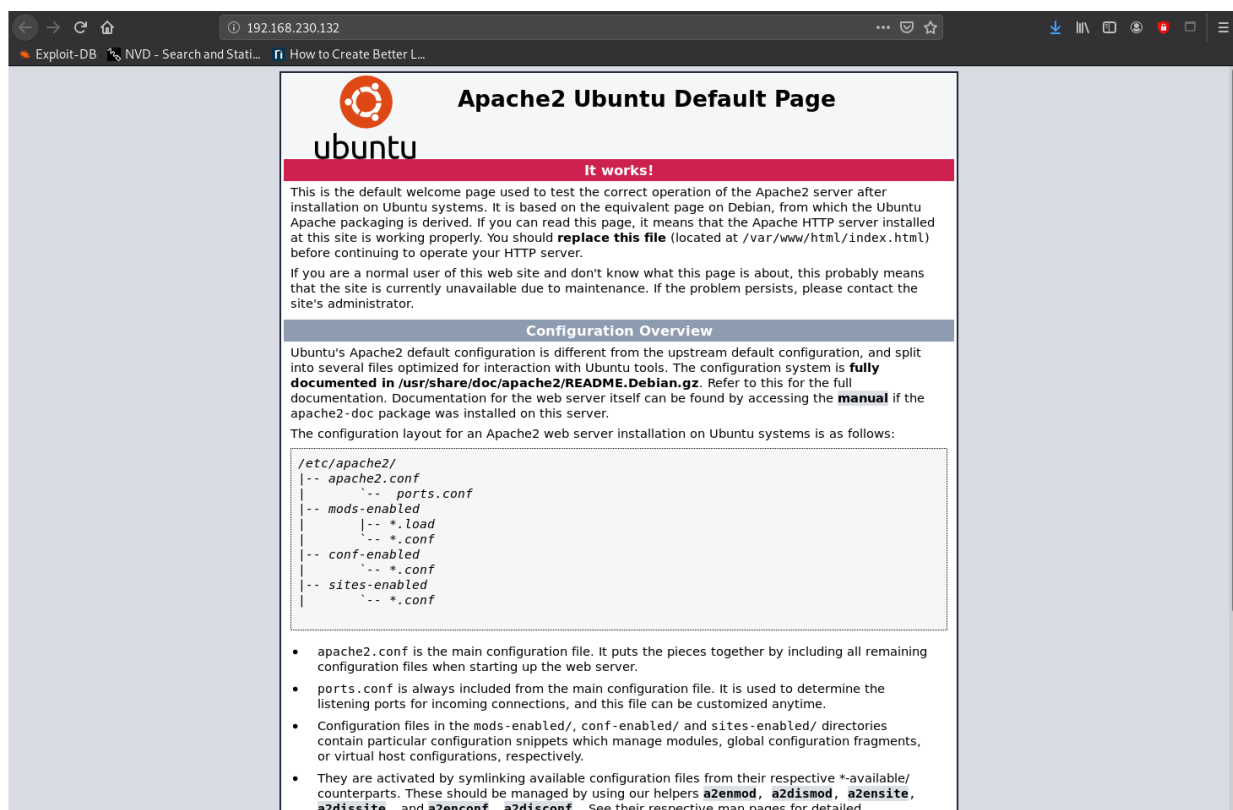 192.168.230.132
Exploit-DB NVD - Search and Stati... How to Create Better L...
ubuntu
Apache2 Ubuntu Default Page
It works!
This is the default welcome page used to test the correct operation of the Apache2 server after
installation on Ubuntu systems. It is based on the equivalent page on Debian, from which the Ubuntu
Apache packaging is derived. If you can read this page, it means that the Apache HTTP server installed
at this site is working properly. You should replace this file (located at /var/www/html/index.html)
before continuing to operate your HTTP server.
If you are a normal user of this web site and don't know what this page is about, this probably means
that the site is currently unavailable due to maintenance. If the problem persists, please contact the
site's administrator.
Configuration Overview
Ubuntu's Apache2 default configuration is different from the upstream default configuration, and split
into several files optimized for interaction with Ubuntu tools. The configuration system is fully
documented in /usr/share/doc/apache2/README.Debian.gz. Refer to this for the full
documentation. Documentation for the web server itself can be found by accessing the manual if the
apache2-doc package was installed on this server.
The configuration layout for an Apache2 web server installation on Ubuntu systems is as follows:
/etc/apache2/
|-- apache2.conf
|       `--  ports.conf
|-- mods-enabled
|       |-- *.load
|       `-- *.conf
|-- conf-enabled
|       `-- *.conf
|-- sites-enabled
|       `-- *.conf
• apache2.conf is the main configuration file. It puts the pieces together by including all remaining
configuration files when starting up the web server.
• ports.conf is always included from the main configuration file. It is used to determine the
listening ports for incoming connections, and this file can be customized anytime.
• Configuration files in the mods-enabled/, conf-enabled/ and sites-enabled/ directories
contain particular configuration snippets which manage modules, global configuration fragments,
or virtual host configurations, respectively.
• They are activated by symlinking available configuration files from their respective *-available/
counterparts. These should be managed by using our helpers a2enmod, a2dismod, a2ensite,
a2dissite, and a2enconf, a2disconf . See their respective man pages for detailed